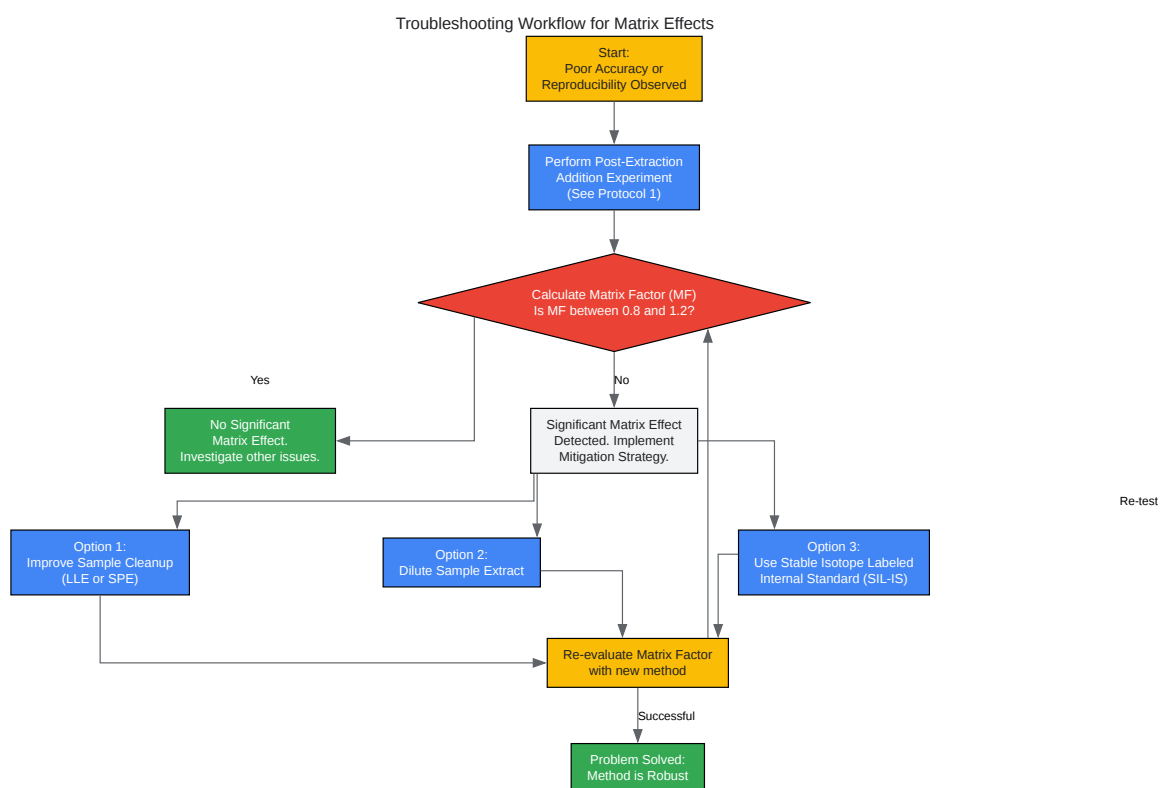 Troubleshooting Workflow for Matrix Effects
Start:
Poor Accuracy or
Reproducibility Observed
Perform Post-Extraction
Addition Experiment
(See Protocol 1)
Calculate Matrix Factor (MF)
Is MF between 0.8 and 1.2?
Yes
No
No Significant
Matrix Effect.
Investigate other issues.
Significant Matrix Effect
Detected. Implement
Mitigation Strategy.
Re-test
Option 1:
Improve Sample Cleanup
(LLE or SPE)
Option 2:
Dilute Sample Extract
Option 3:
Use Stable Isotope Labeled
Internal Standard (SIL-IS)
Re-evaluate Matrix Factor
with new method
Successful
Problem Solved:
Method is Robust